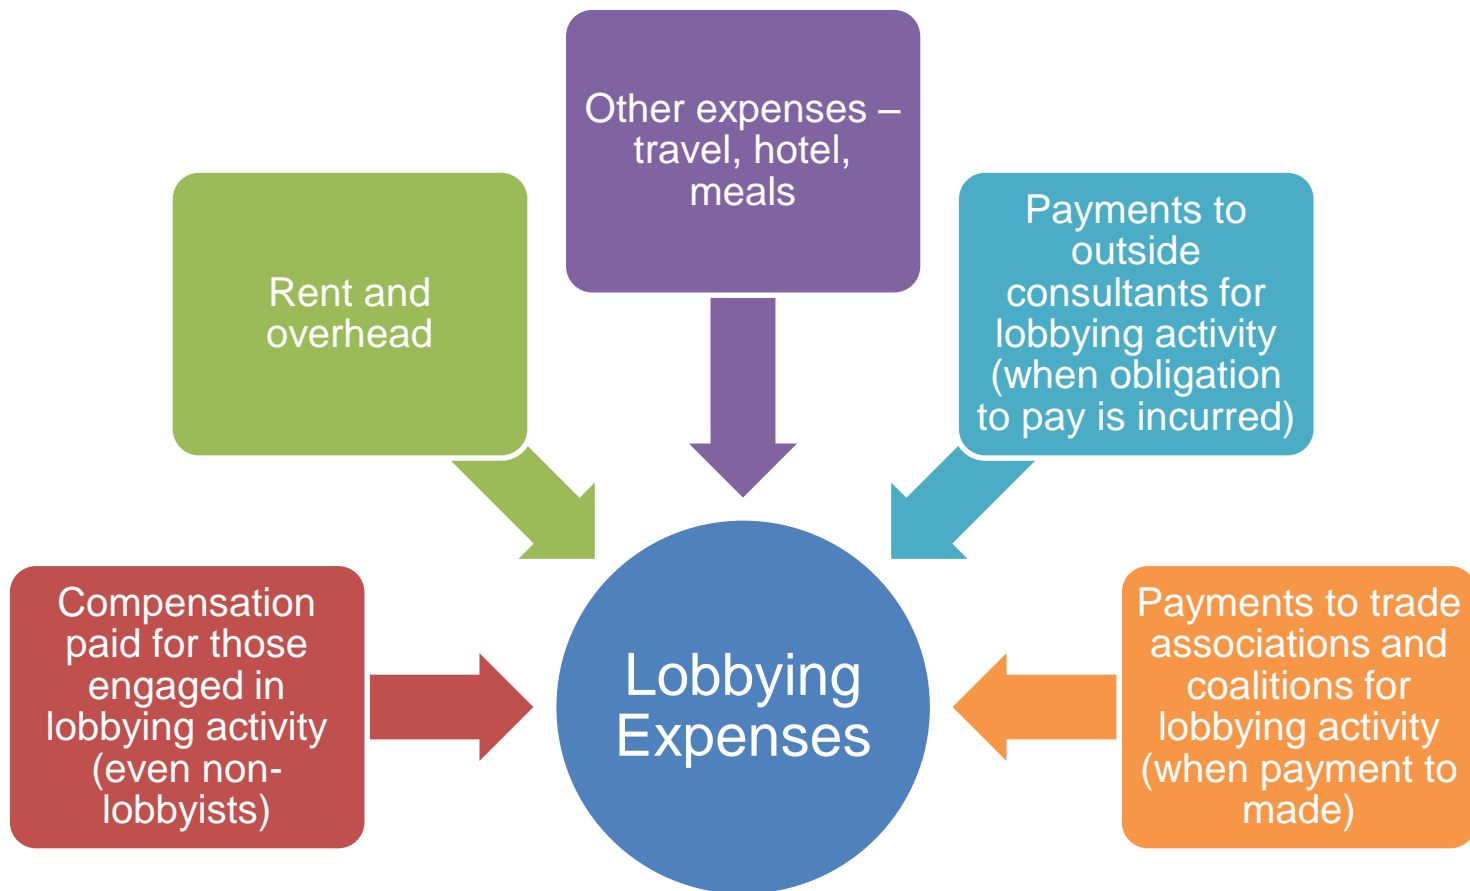 Other expenses –
travel, hotel,
meals
Rent and
overhead
Payments to
outside
consultants for
lobbying activity
(when obligation
to pay is incurred)
Compensation
paid for those
engaged in
lobbying activity
(even non-
lobbyists)
Lobbying
Expenses
Payments to trade
associations and
coalitions for
lobbying activity
(when payment to
made)